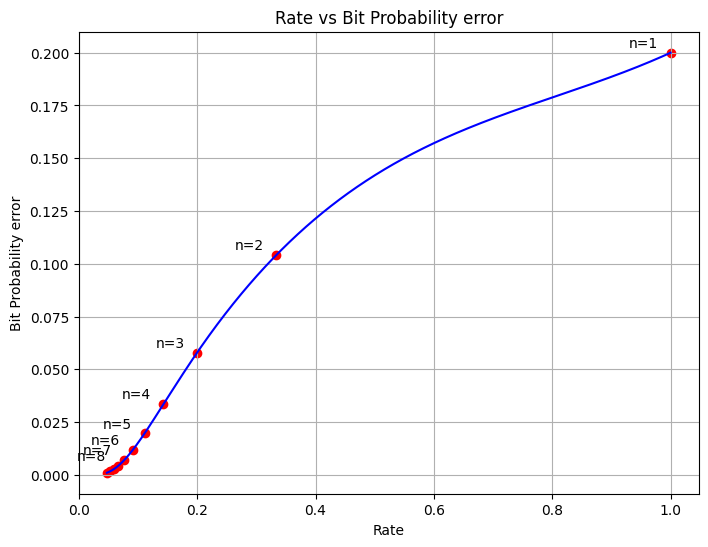 Rate vs Bit Probability error
0.200
0.175
0.150
0.125
0.100
0.075
0.050
0.025
0.000
Bit Probability error
n=1
n=2
n=3
n=4
n=5
n=6
n=7
n=8
0.0 0.2 0.4 0.6 0.8 1.0
Rate